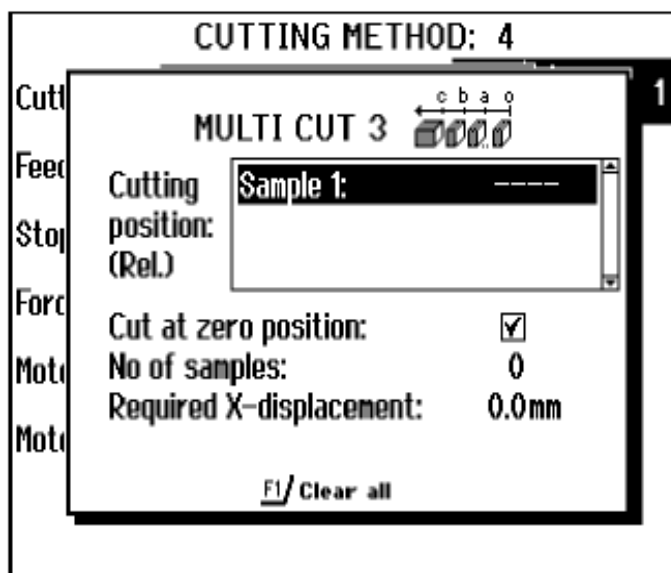 CUTTING METHOD: 4
1
c b a o
MULTI CUT 3
Cutting position: (Rel.)
Sample 1: ----
Cut at zero position:
No of samples: 0
Required X-displacement: 0.0mm
F1/ Clear all